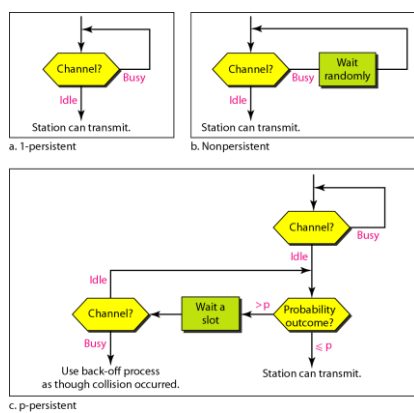 Channel?
Busy
Idle
Station can transmit.
a. 1-persistent
Channel?
Busy
Wait
randomly
Idle
Station can transmit.
b. Nonpersistent
Channel?
Busy
Idle
Idle
Channel?
Wait a
slot
>p
Probability
outcome?
Busy
≤ p
Use back-off process
as though collision occurred.
Station can transmit.
c. p-persistent